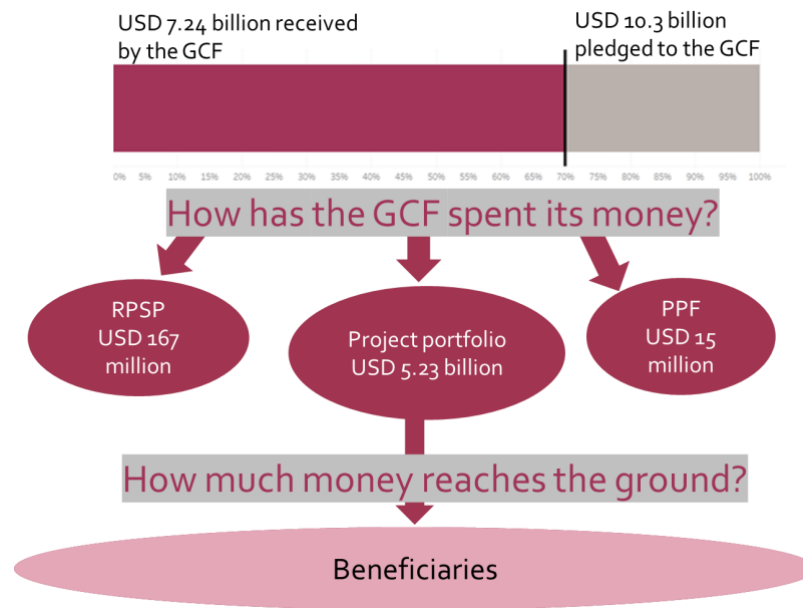 USD 7.24 billion received
by the GCF
USD 10.3 billion
pledged to the GCF
0% 5% 10% 15% 20% 25% 30% 35% 40% 45% 50% 55% 60% 65% 70% 75% 80% 85% 90% 95% 100%
How has the GCF spent its money?
RPSP
USD 167
million
Project portfolio
USD 5.23 billion
PPF
USD 15
million
How much money reaches the ground?
Beneficiaries